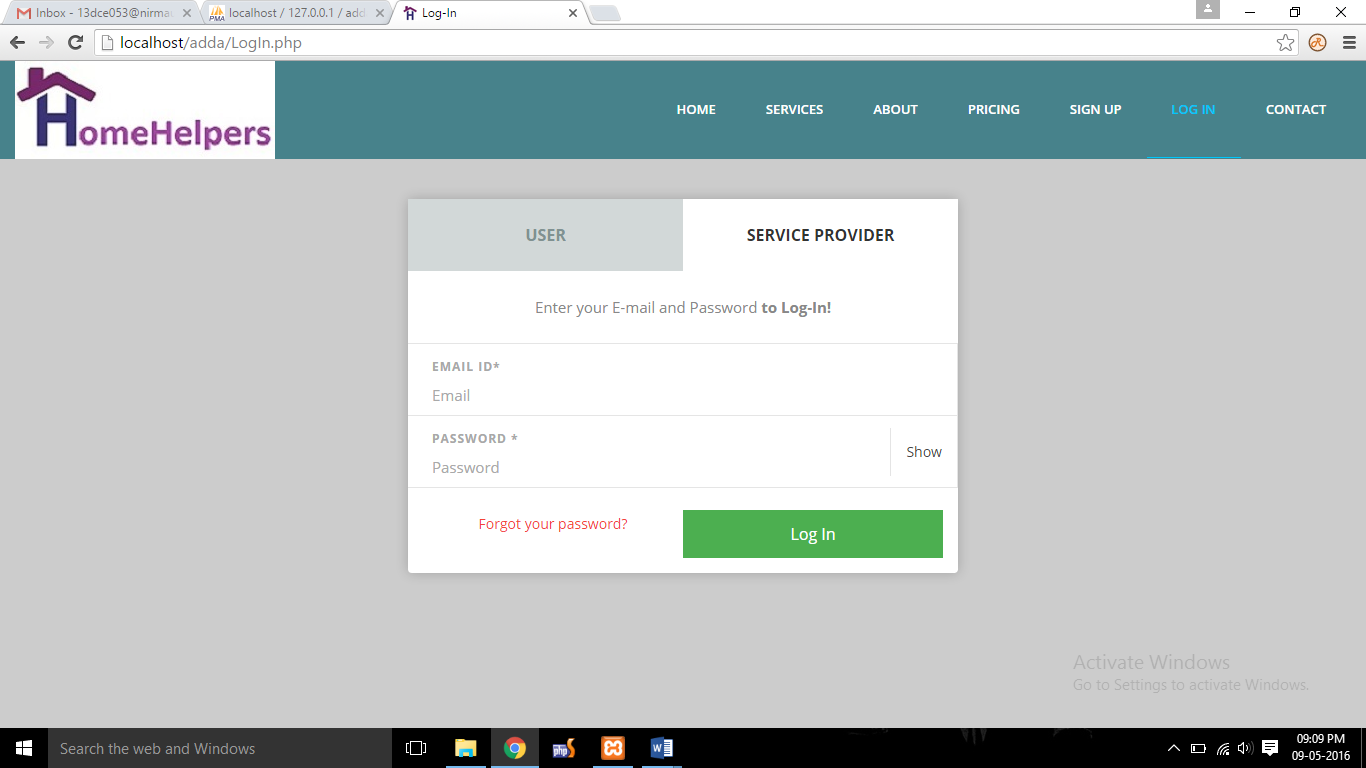 Inbox - 13dce053@nirmau
localhost / 127.0.0.1 / add
Log-In
localhost/adda/LogIn.php
HomeHelpers
HOME SERVICES ABOUT PRICING SIGN UP LOG IN CONTACT
USER SERVICE PROVIDER
Enter your E-mail and Password to Log-In!
EMAIL ID*
Email
PASSWORD *
Password
Show
Forgot your password?
Log In
Activate Windows
Go to Settings to activate Windows.
Search the web and Windows
php
09:09 PM
09-05-2016